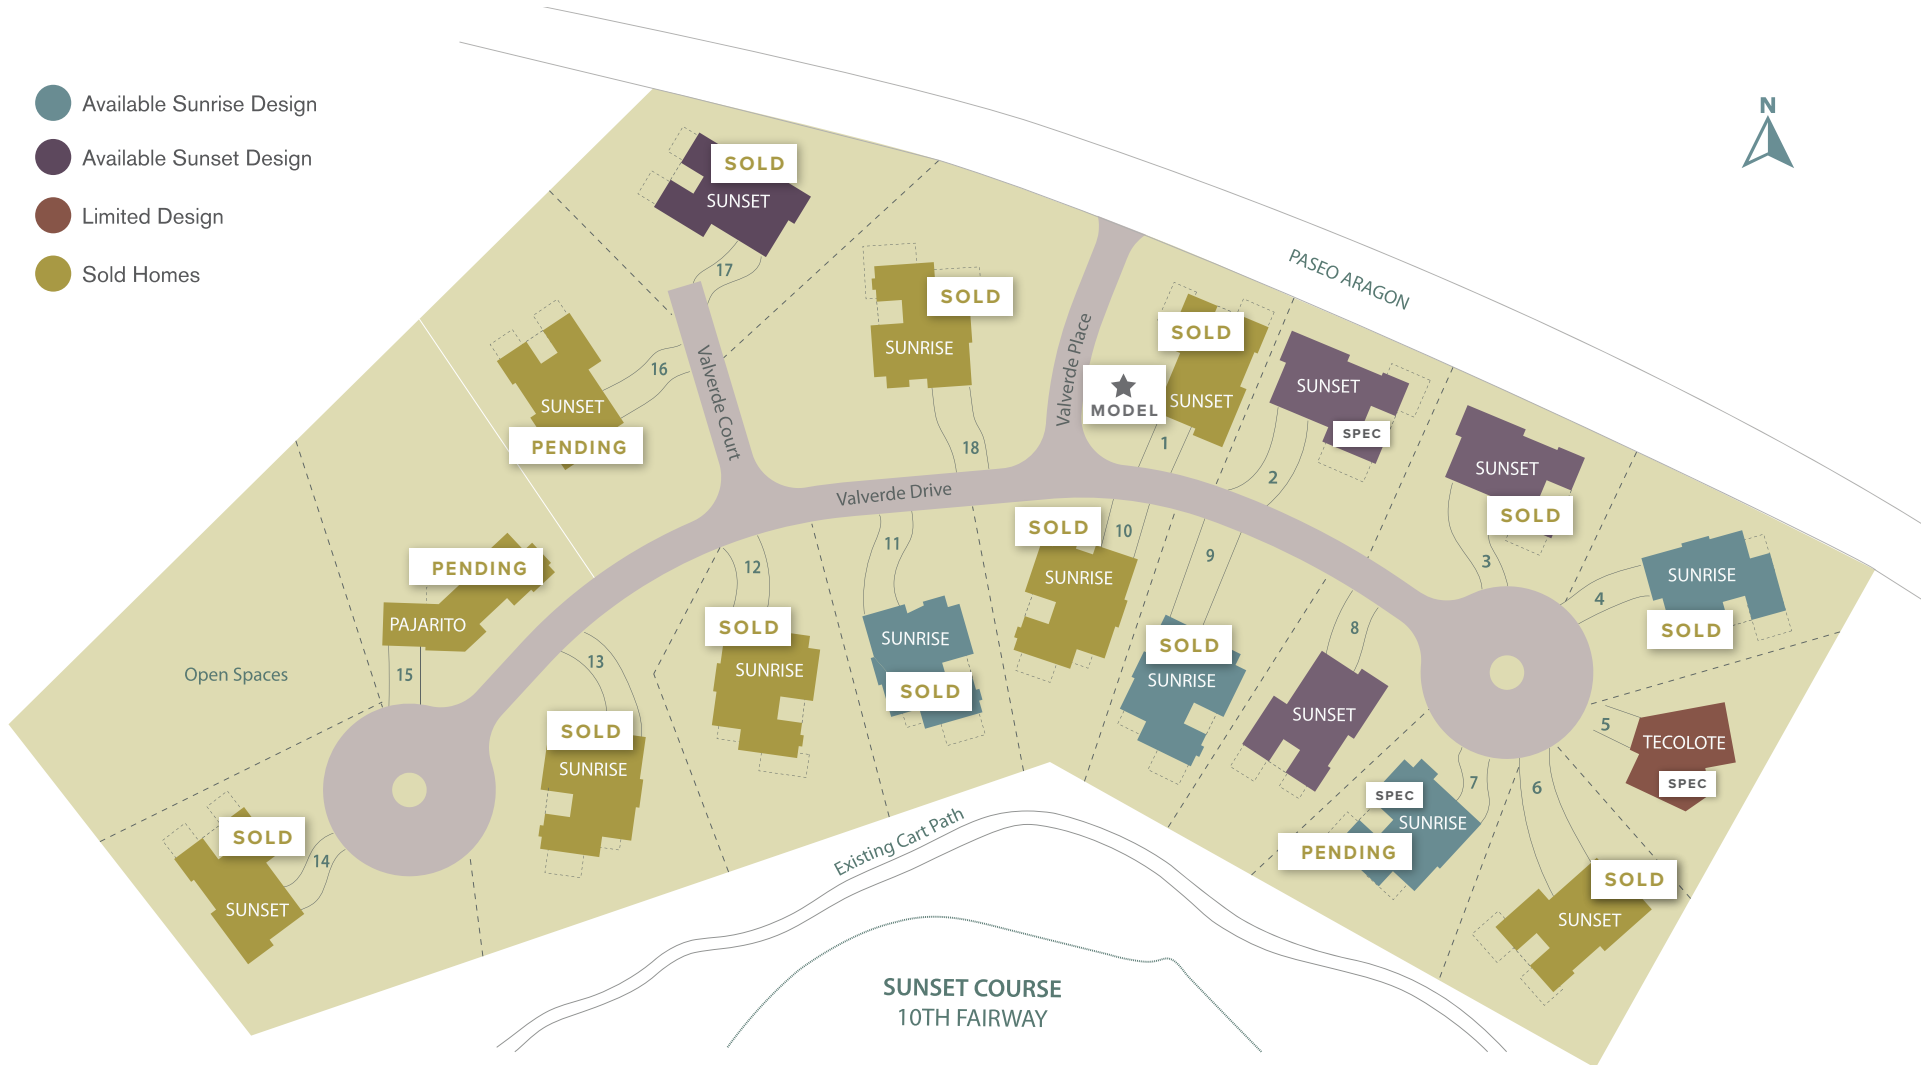 Available Sunrise Design
Available Sunset Design
Limited Design
Sold Homes
N
PASEO ARAGON
SOLD
SUNSET
17
SOLD
SUNRISE
18
Valverde Place
SOLD
MODEL
SUNSET
1
SUNSET
SPEC
2
SUNSET
SOLD
3
SUNRISE
SOLD
4
SUNSET
PENDING
16
Valverde Court
Valverde Drive
PENDING
PAJARITO
15
Open Spaces
13
SOLD
SUNRISE
12
SOLD
SUNRISE
11
SUNRISE
SOLD
SOLD
10
SUNRISE
9
SOLD
SUNRISE
8
SUNSET
5
TECOLOTE
SPEC
7
SPEC
SUNRISE
PENDING
6
SOLD
SUNSET
SOLD
14
SUNSET
Existing Cart Path
SUNSET COURSE
10TH FAIRWAY